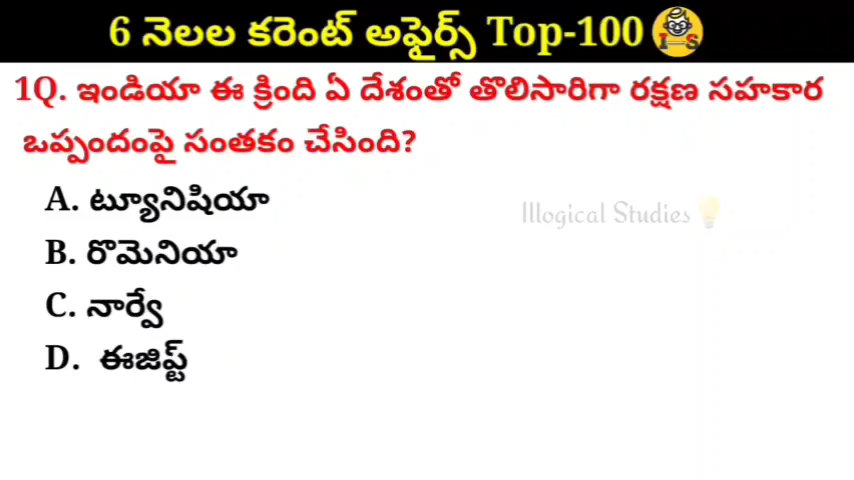 6 నెలల కరెంట్ అఫైర్స్ Top-100
I-S
1Q. ఇండియా ఈ క్రింది ఏ దేశంతో తొలిసారిగా రక్షణ సహకార
ఒప్పందంపై సంతకం చేసింది?
A. ట్యూనిషియా
Illogical Studies
B. రొమెనియా
C. నార్వే
D. ఈజిప్ట్